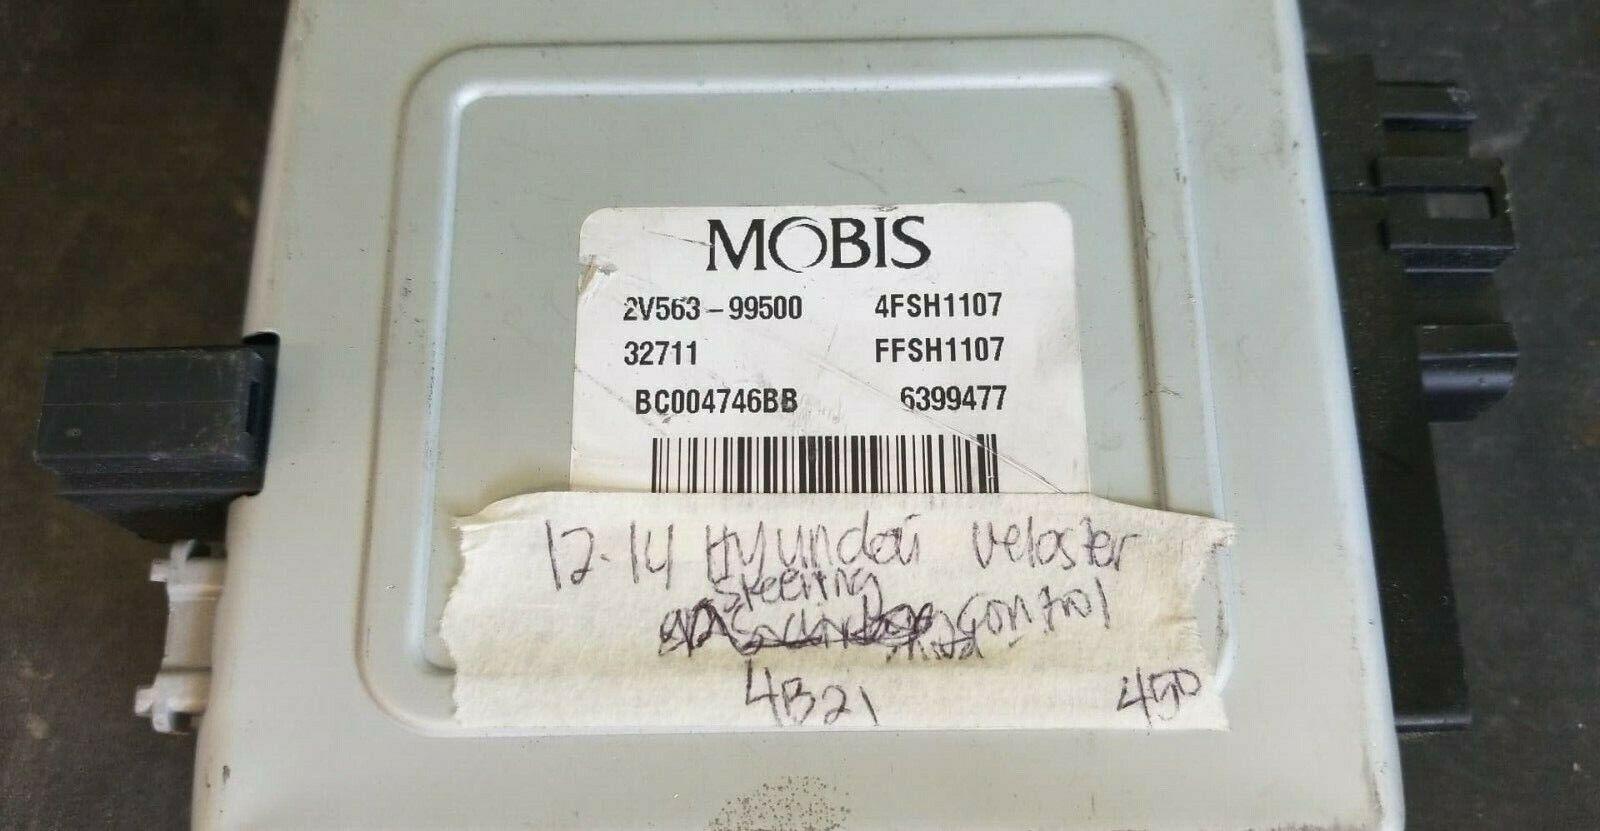 MOBIS
2V563-99500 4FSH1107
32711 FFSH1107
BC004746BB 6399477
12-14 Hyundai Veloster
Steering
Control
4B21 450